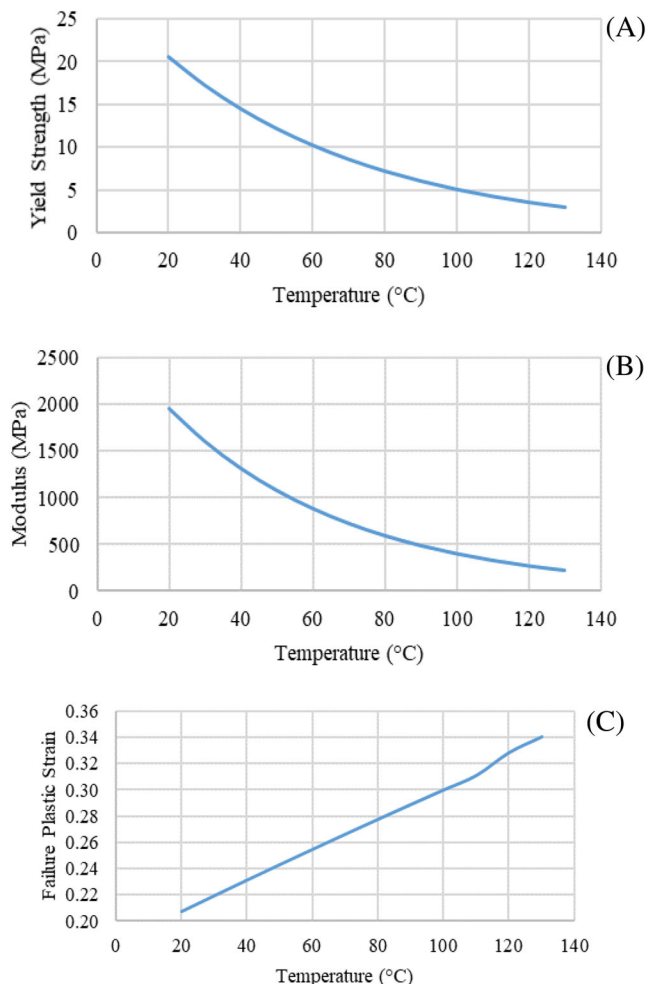 (A)
Yield Strength (MPa)
25
20
15
10
5
0
0 20 40 60 80 100 120 140
Temperature (°C)
(B)
Modulus (MPa)
2500
2000
1500
1000
500
0
0 20 40 60 80 100 120 140
Temperature (°C)
(C)
Failure Plastic Strain
0.36
0.34
0.32
0.30
0.28
0.26
0.24
0.22
0.20
0 20 40 60 80 100 120 140
Temperature (°C)